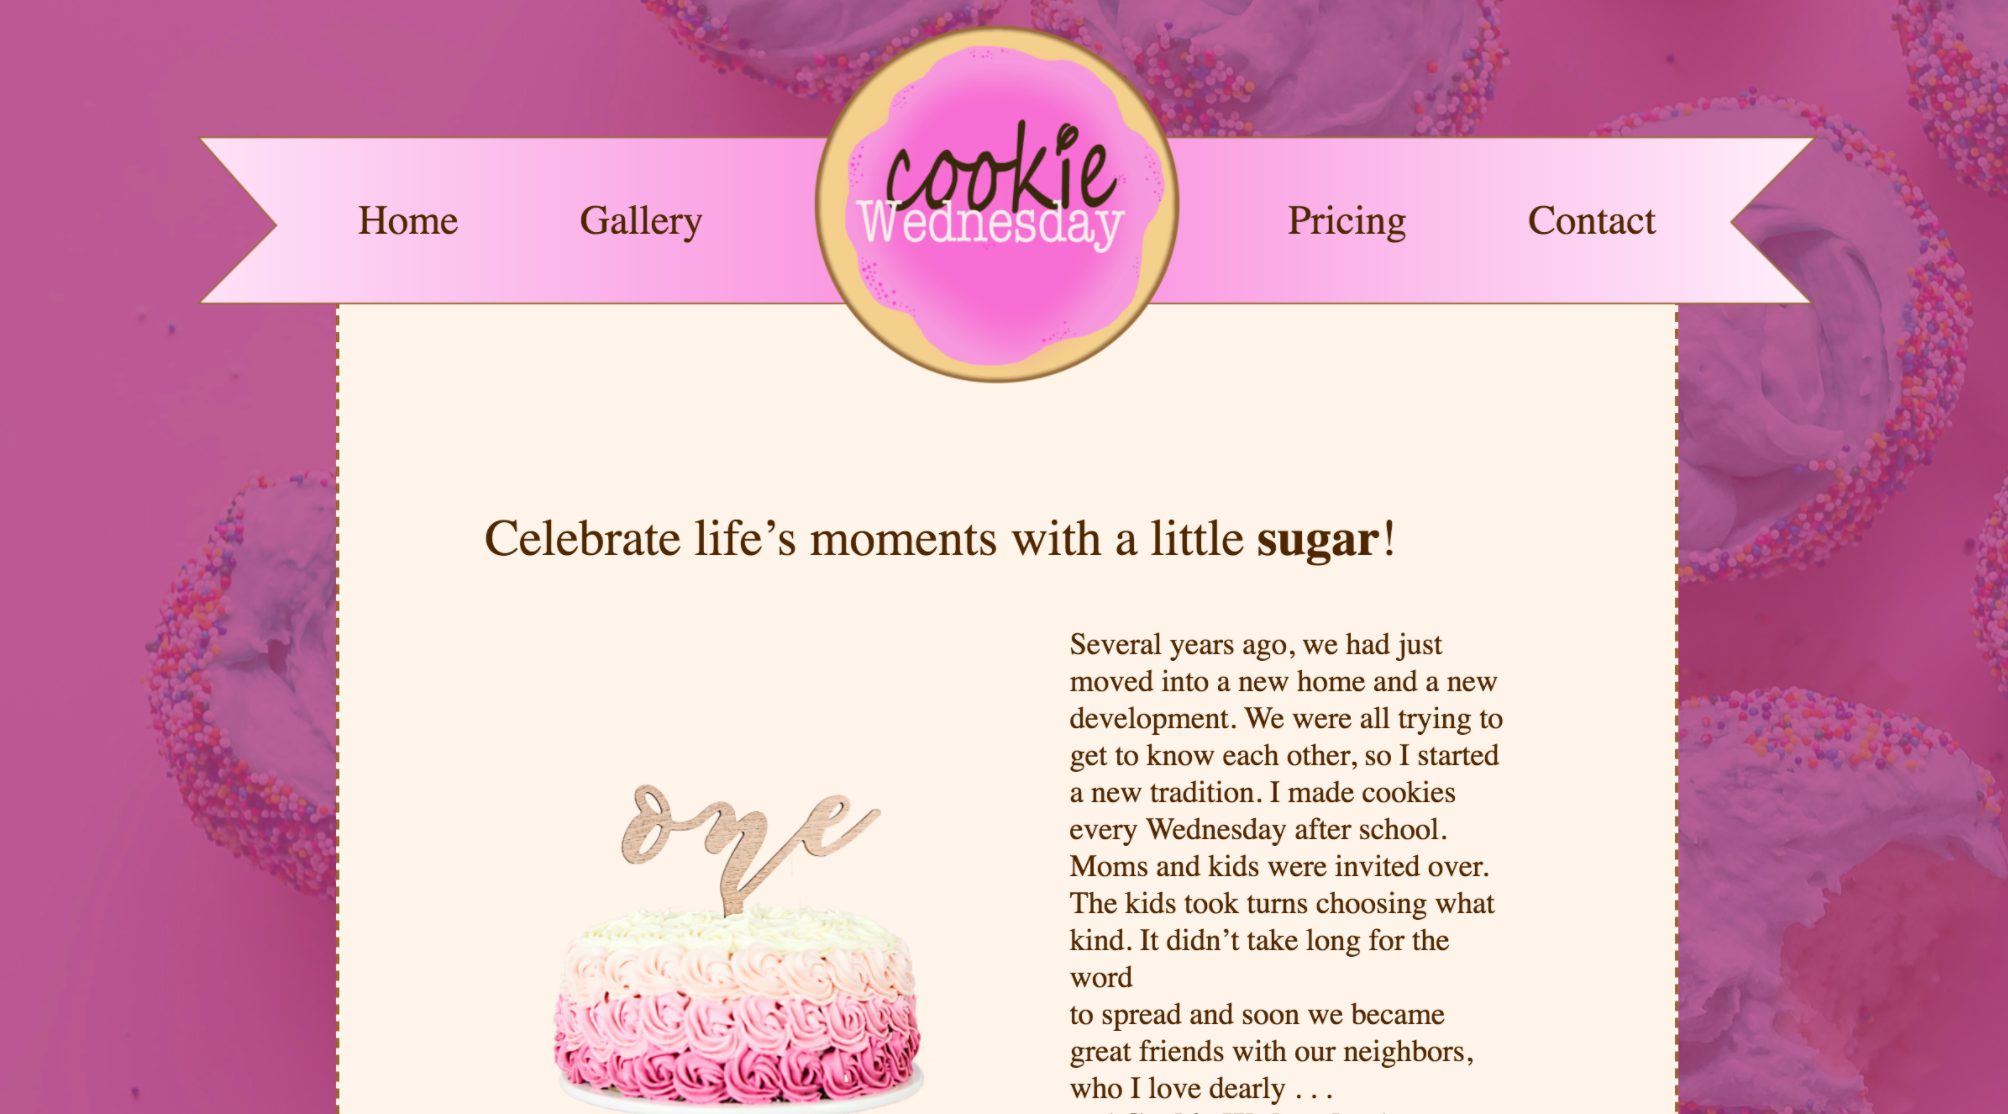 Home
Gallery
cookie
Wednesday
Pricing
Contact
Celebrate life’s moments with a little sugar!
one
Several years ago, we had just
moved into a new home and a new
development. We were all trying to
get to know each other, so I started
a new tradition. I made cookies
every Wednesday after school.
Moms and kids were invited over.
The kids took turns choosing what
kind. It didn’t take long for the
word
to spread and soon we became
great friends with our neighbors,
who I love dearly . . .